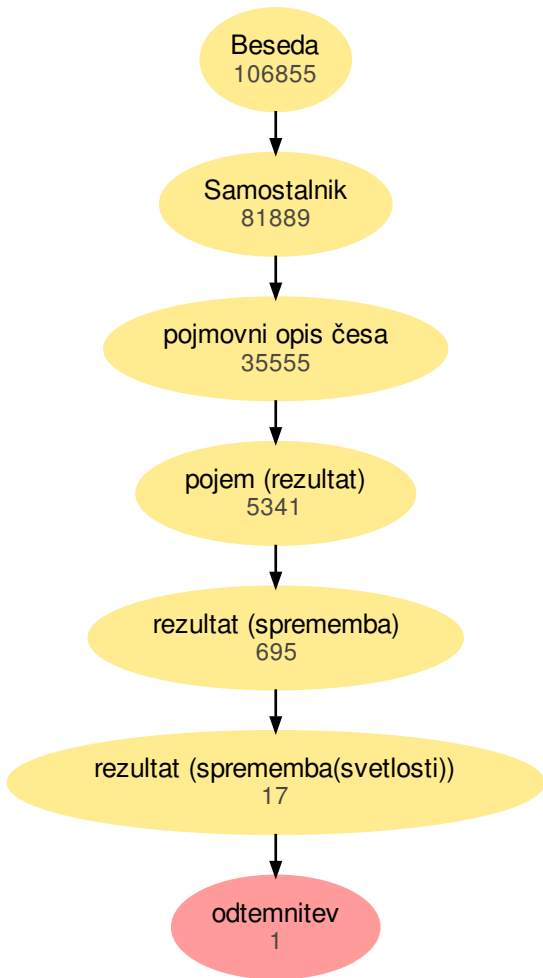 Beseda
106855
Samostalnik
81889
pojmovni opis česa
35555
pojem (rezultat)
5341
rezultat (sprememba)
695
rezultat (sprememba(svetlosti))
17
odtemnitev
1